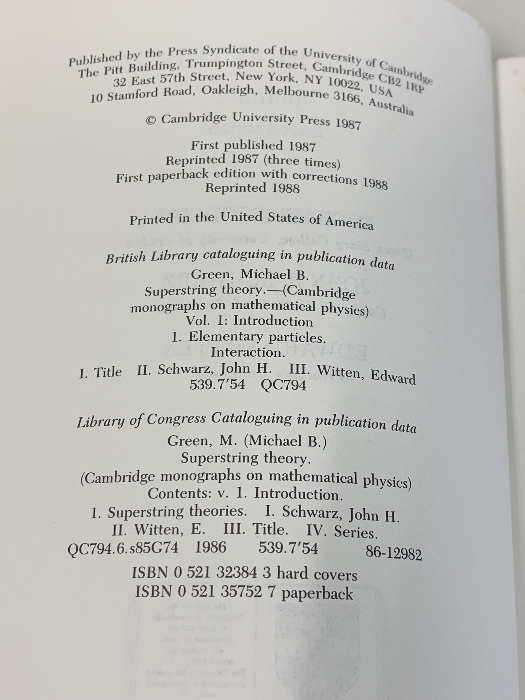 Published by the Press Syndicate of the University of Cambridge
The Pitt Building, Trumpington Street, Cambridge CB2 1RP
32 East 57th Street, New York, NY 10022, USA
10 Stamford Road, Oakleigh, Melbourne 3166, Australia
© Cambridge University Press 1987
First published 1987
Reprinted 1987 (three times)
First paperback edition with corrections 1988
Reprinted 1988
Printed in the United States of America
British Library cataloguing in publication data
Green, Michael B.
Superstring theory.—(Cambridge
monographs on mathematical physics)
Vol. 1: Introduction
1. Elementary particles.
Interaction.
I. Title II. Schwarz, John H. III. Witten, Edward
539.7'54 QC794
Library of Congress Cataloguing in publication data
Green, M. (Michael B.)
Superstring theory.
(Cambridge monographs on mathematical physics)
Contents: v. 1. Introduction.
1. Superstring theories. I. Schwarz, John H.
II. Witten, E. III. Title. IV. Series.
QC794.6.s85G74 1986 539.7'54 86-12982
ISBN 0 521 32384 3 hard covers
ISBN 0 521 35752 7 paperback